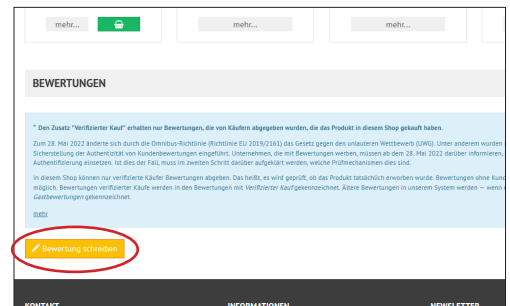 mehr... mehr... mehr...
BEWERTUNGEN
* Den Zusatz "Verifizierter Kauf" erhalten nur Bewertungen, die von Käufern abgegeben wurden, die das Produkt in diesem Shop gekauft haben.
Zum 28. Mai 2022 änderte sich durch die Omnibus-Richtlinie (Richtlinie EU 2019/2161) das Gesetz gegen den unlauteren Wettbewerb (UWG). Unter anderem wurden
Sicherstellung der Authentizität von Kundenbewertungen eingeführt. Unternehmen, die mit Bewertungen werben, müssen ab dem 28. Mai 2022 darüber informieren,
Authentifizierung einsetzen. Ist dies der Fall, muss im zweiten Schritt darüber aufgeklärt werden, welche Prüfmechanismen dies sind.
In diesem Shop können nur verifizierte Käufer Bewertungen abgeben. Das heißt, es wird geprüft, ob das Produkt tatsächlich erworben wurde. Bewertungen ohne Kund
möglich. Bewertungen verifizierter Käufe werden in den Bewertungen mit Verifizierter Kauf gekennzeichnet. Ältere Bewertungen in unserem System werden — wenn
Gastbewertungen gekennzeichnet.
mehr
Bewertung schreiben
KONTAKT INFORMATIONEN NEWSLETTER